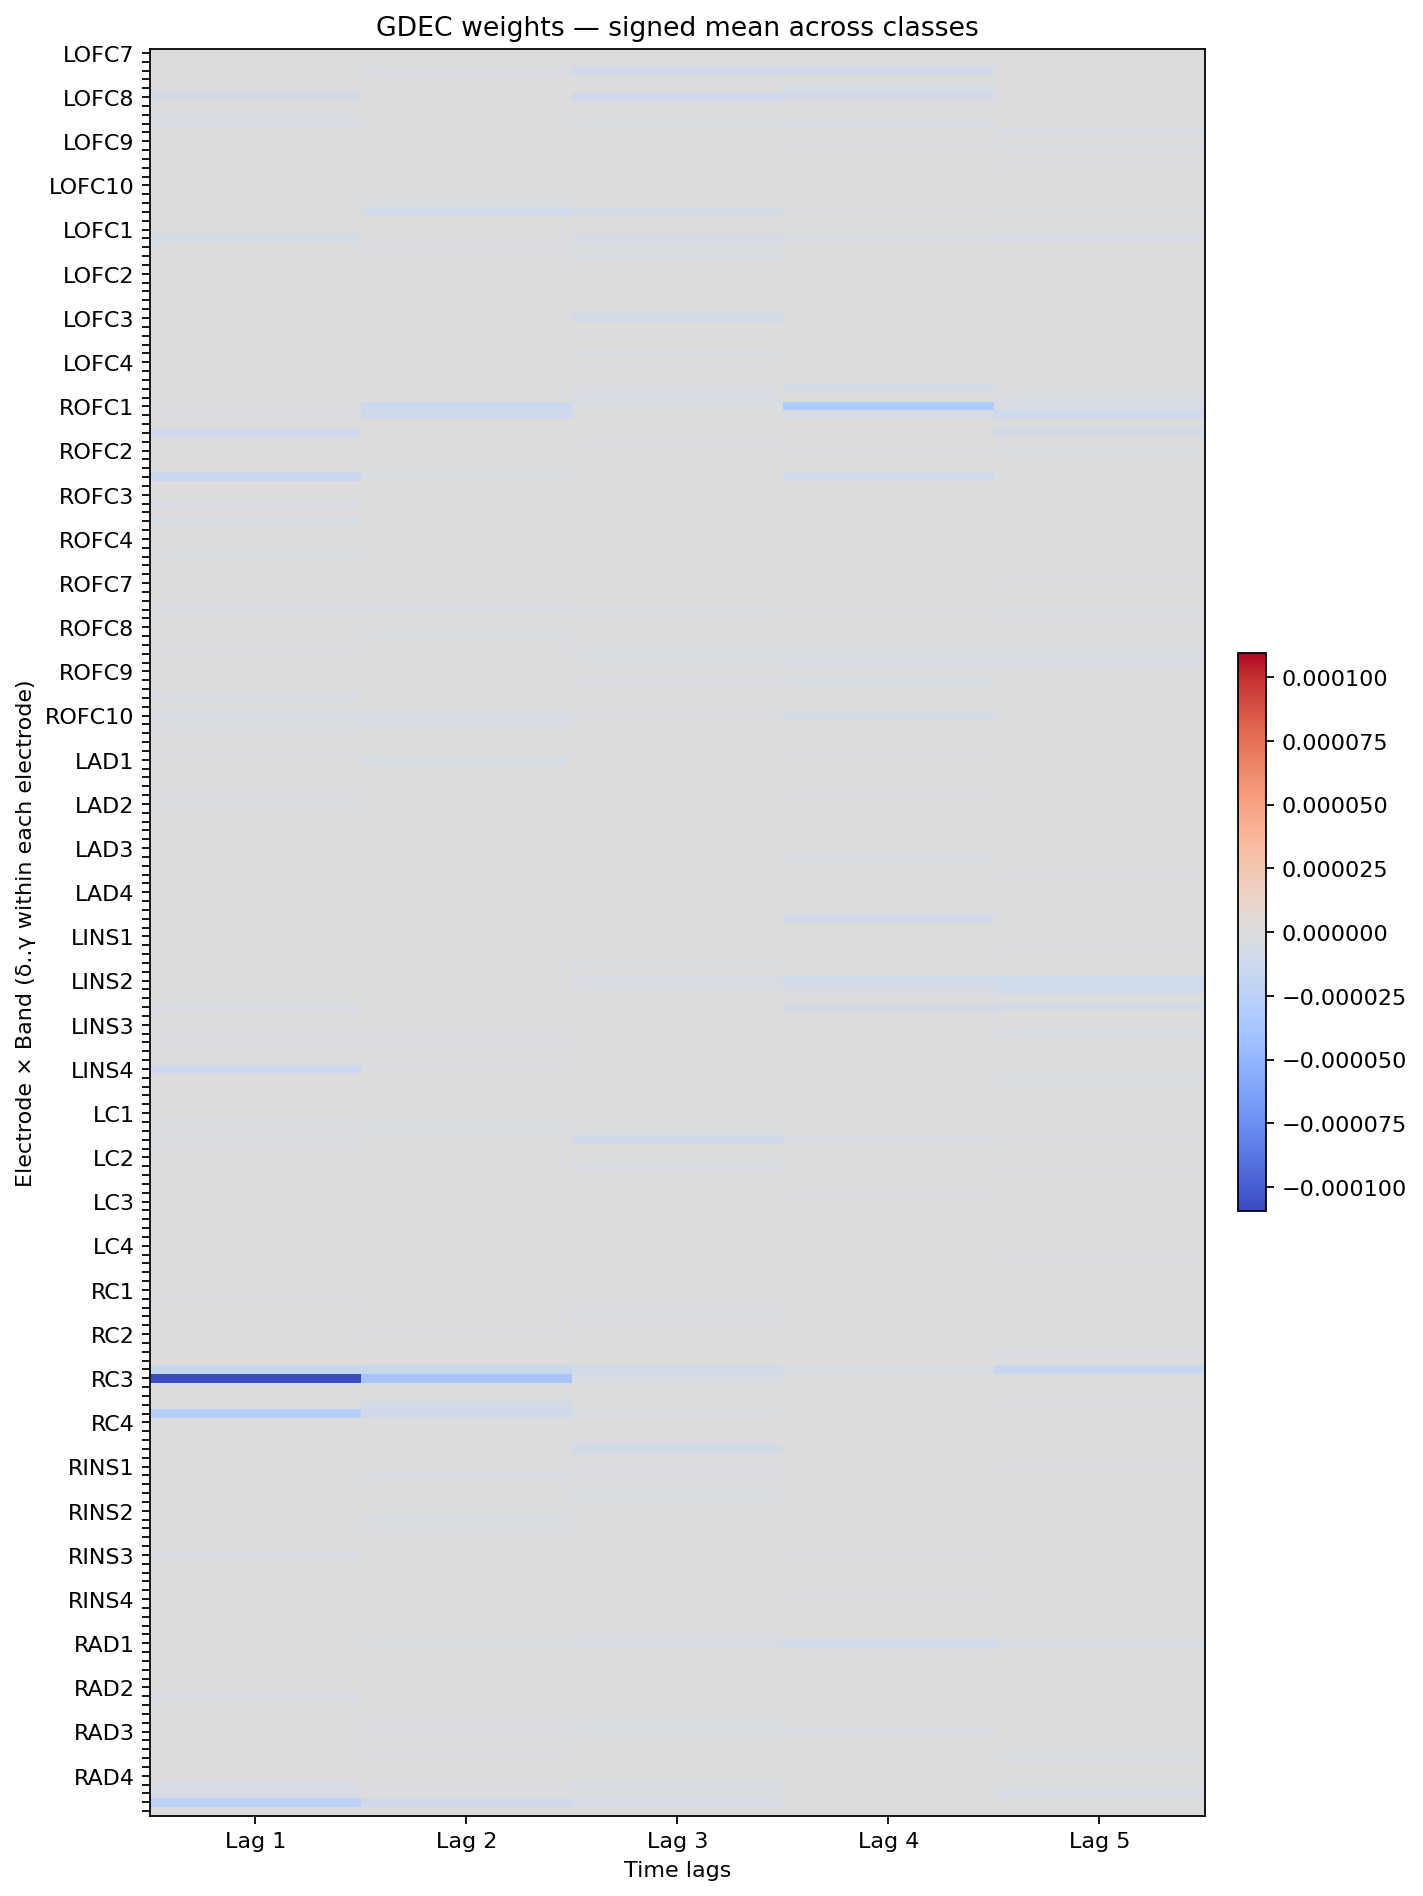 GDEC weights — signed mean across classes
LOFC7
LOFC8
LOFC9
LOFC10
LOFC1
LOFC2
LOFC3
LOFC4
ROFC1
ROFC2
ROFC3
ROFC4
ROFC7
ROFC8
ROFC9
ROFC10
LAD1
LAD2
LAD3
LAD4
LINS1
LINS2
LINS3
LINS4
LC1
LC2
LC3
LC4
RC1
RC2
RC3
RC4
RINS1
RINS2
RINS3
RINS4
RAD1
RAD2
RAD3
RAD4
Electrode × Band (δ..γ within each electrode)
Lag 1 Lag 2 Lag 3 Lag 4 Lag 5
Time lags
0.000100
0.000075
0.000050
0.000025
0.000000
−0.000025
−0.000050
−0.000075
−0.000100